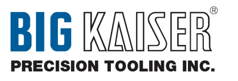 BIG KAISER®
PRECISION TOOLING INC.